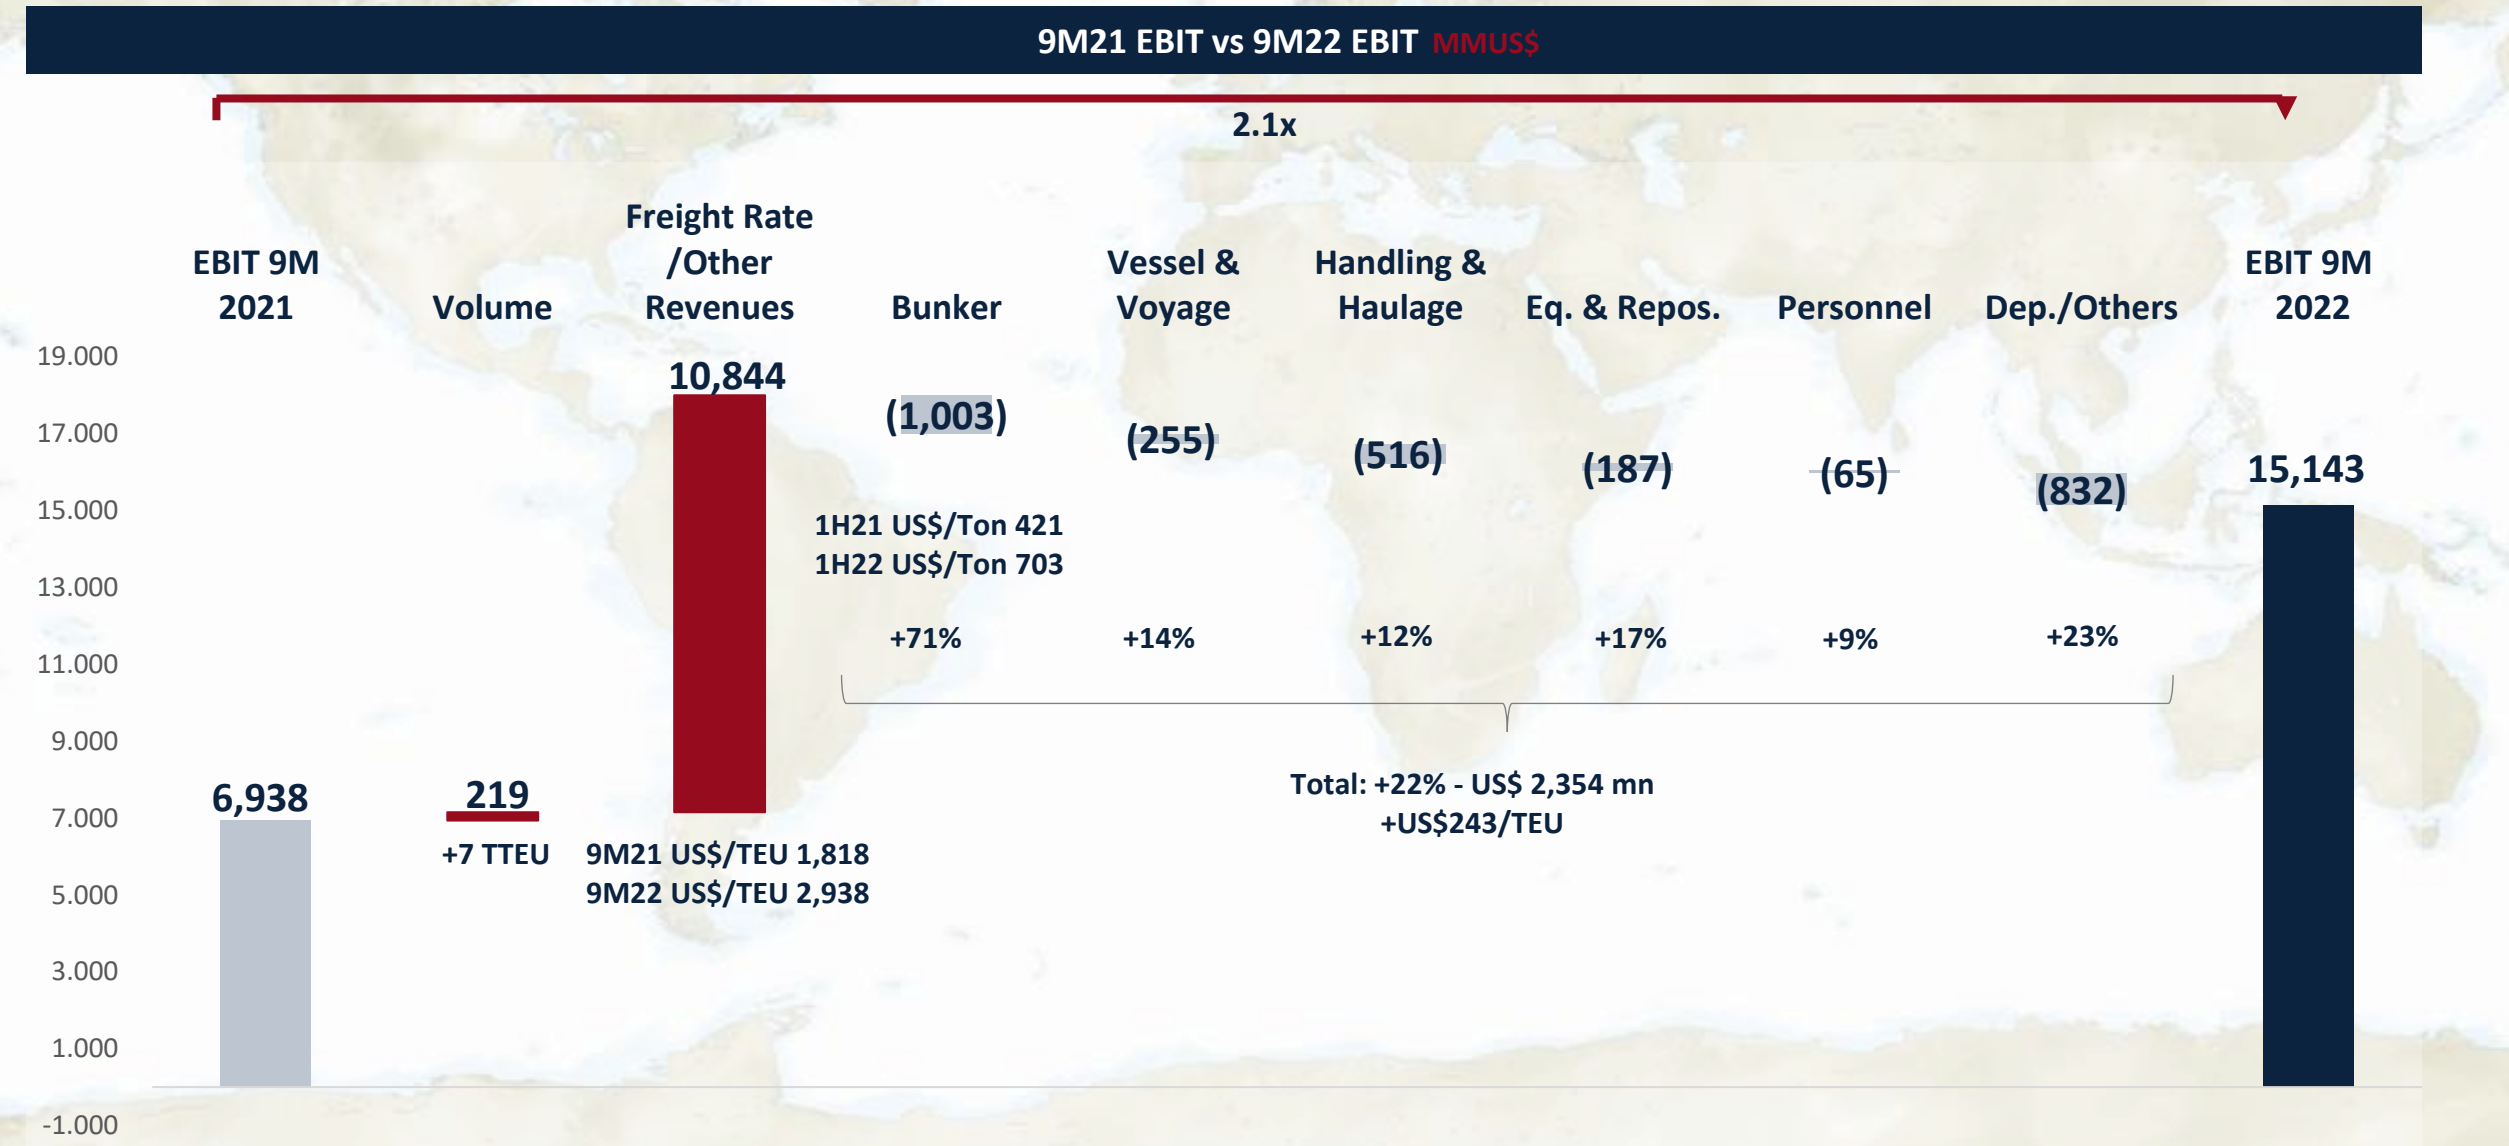 9M21 EBIT vs 9M22 EBIT MMUS$
2.1x
EBIT 9M
2021
Volume
Freight Rate
/Other
Revenues
Bunker
Vessel &
Voyage
Handling &
Haulage
Eq. & Repos.
Personnel
Dep./Others
EBIT 9M
2022
19.000
17.000
15.000
13.000
11.000
9.000
7.000
5.000
3.000
1.000
-1.000
6,938
219
+7 TTEU
10,844
9M21 US$/TEU 1,818
9M22 US$/TEU 2,938
(1,003)
(255)
(516)
(187)
(65)
(832)
15,143
1H21 US$/Ton 421
1H22 US$/Ton 703
+71%
+14%
+12%
+17%
+9%
+23%
Total: +22% - US$ 2,354 mn
+US$243/TEU